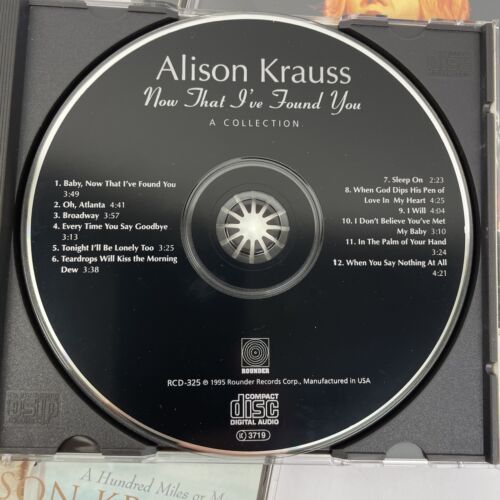 Alison Krauss
Now That I've Found You
A COLLECTION
1. Baby, Now That I've Found You
3:49
2. Oh, Atlanta 4:41
3. Broadway 3:57
4. Every Time You Say Goodbye
3:13
5. Tonight I'll Be Lonely Too 3:25
6. Teardrops Will Kiss the Morning
Dew 3:38
7. Sleep On 2:23
8. When God Dips His Pen of
Love In My Heart 4:25
9. I Will 4:04
10. I Don't Believe You've Met
My Baby 3:10
11. In The Palm of Your Hand
3:24
12. When You Say Nothing At All
4:21
ROUNDER
RCD-325 ℗ 1995 Rounder Records Corp., Manufactured in USA
COMPACT
disc
DIGITAL AUDIO
K 3719
A Hundred Miles or M
SON KR